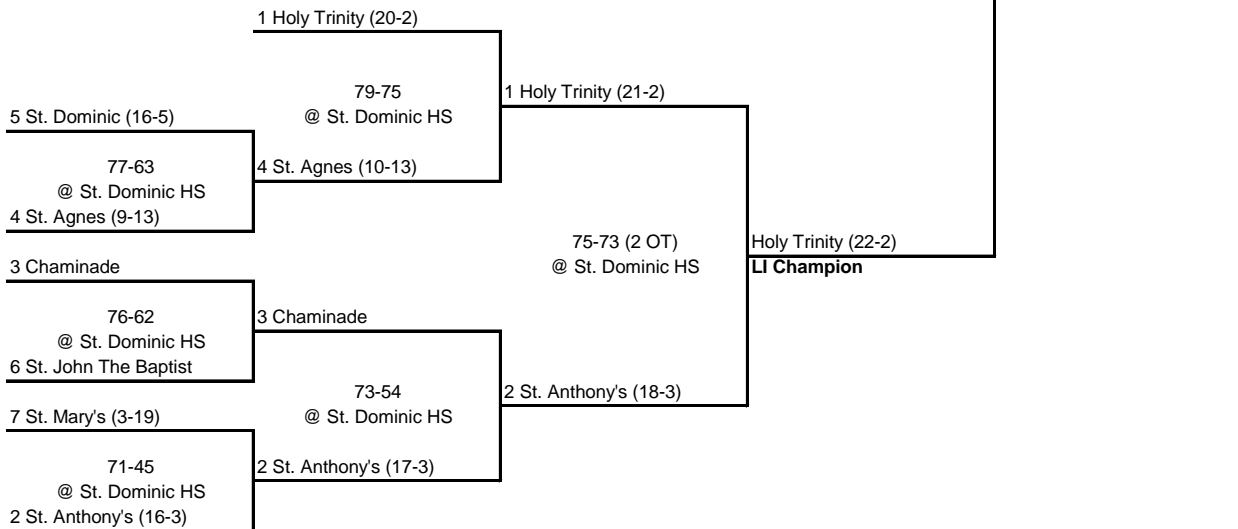 1 Holy Trinity (20-2)
79-75
@ St. Dominic HS
1 Holy Trinity (21-2)
5 St. Dominic (16-5)
77-63
@ St. Dominic HS
4 St. Agnes (10-13)
4 St. Agnes (9-13)
75-73 (2 OT)
@ St. Dominic HS
Holy Trinity (22-2)
LI Champion
3 Chaminade
76-62
@ St. Dominic HS
3 Chaminade
6 St. John The Baptist
73-54
@ St. Dominic HS
2 St. Anthony's (18-3)
7 St. Mary's (3-19)
71-45
@ St. Dominic HS
2 St. Anthony's (17-3)
2 St. Anthony's (16-3)